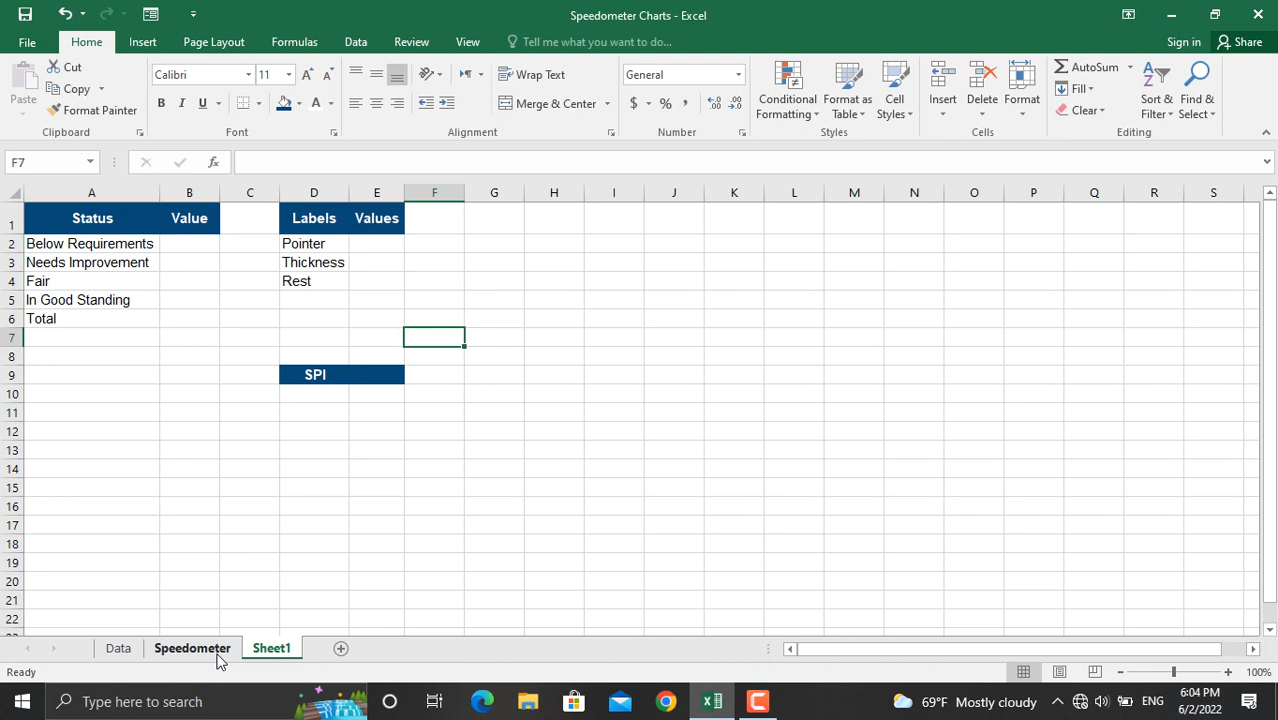 Speedometer Charts - Excel
File Home Insert Page Layout Formulas Data Review View Tell me what you want to do... Sign in Share
Paste Cut Copy Format Painter Clipboard
Calibri 11 A A B I U A Font
Wrap Text Merge & Center Alignment
General $ % , Number
Conditional Formatting Format as Table Cell Styles Styles
Insert Delete Format Cells
AutoSum Fill Clear Sort & Filter Find & Select Editing
F7 fx
A B C D E F G H I J K L M N O P Q R S
1 Status Value Labels Values
2 Below Requirements Pointer
3 Needs Improvement Thickness
4 Fair Rest
5 In Good Standing
6 Total
7
8
9 SPI
10
11
12
13
14
15
16
17
18
19
20
21
22
Data Speedometer Sheet1
Ready 100%
Type here to search 69°F Mostly cloudy ENG 6:04 PM
6/2/2022